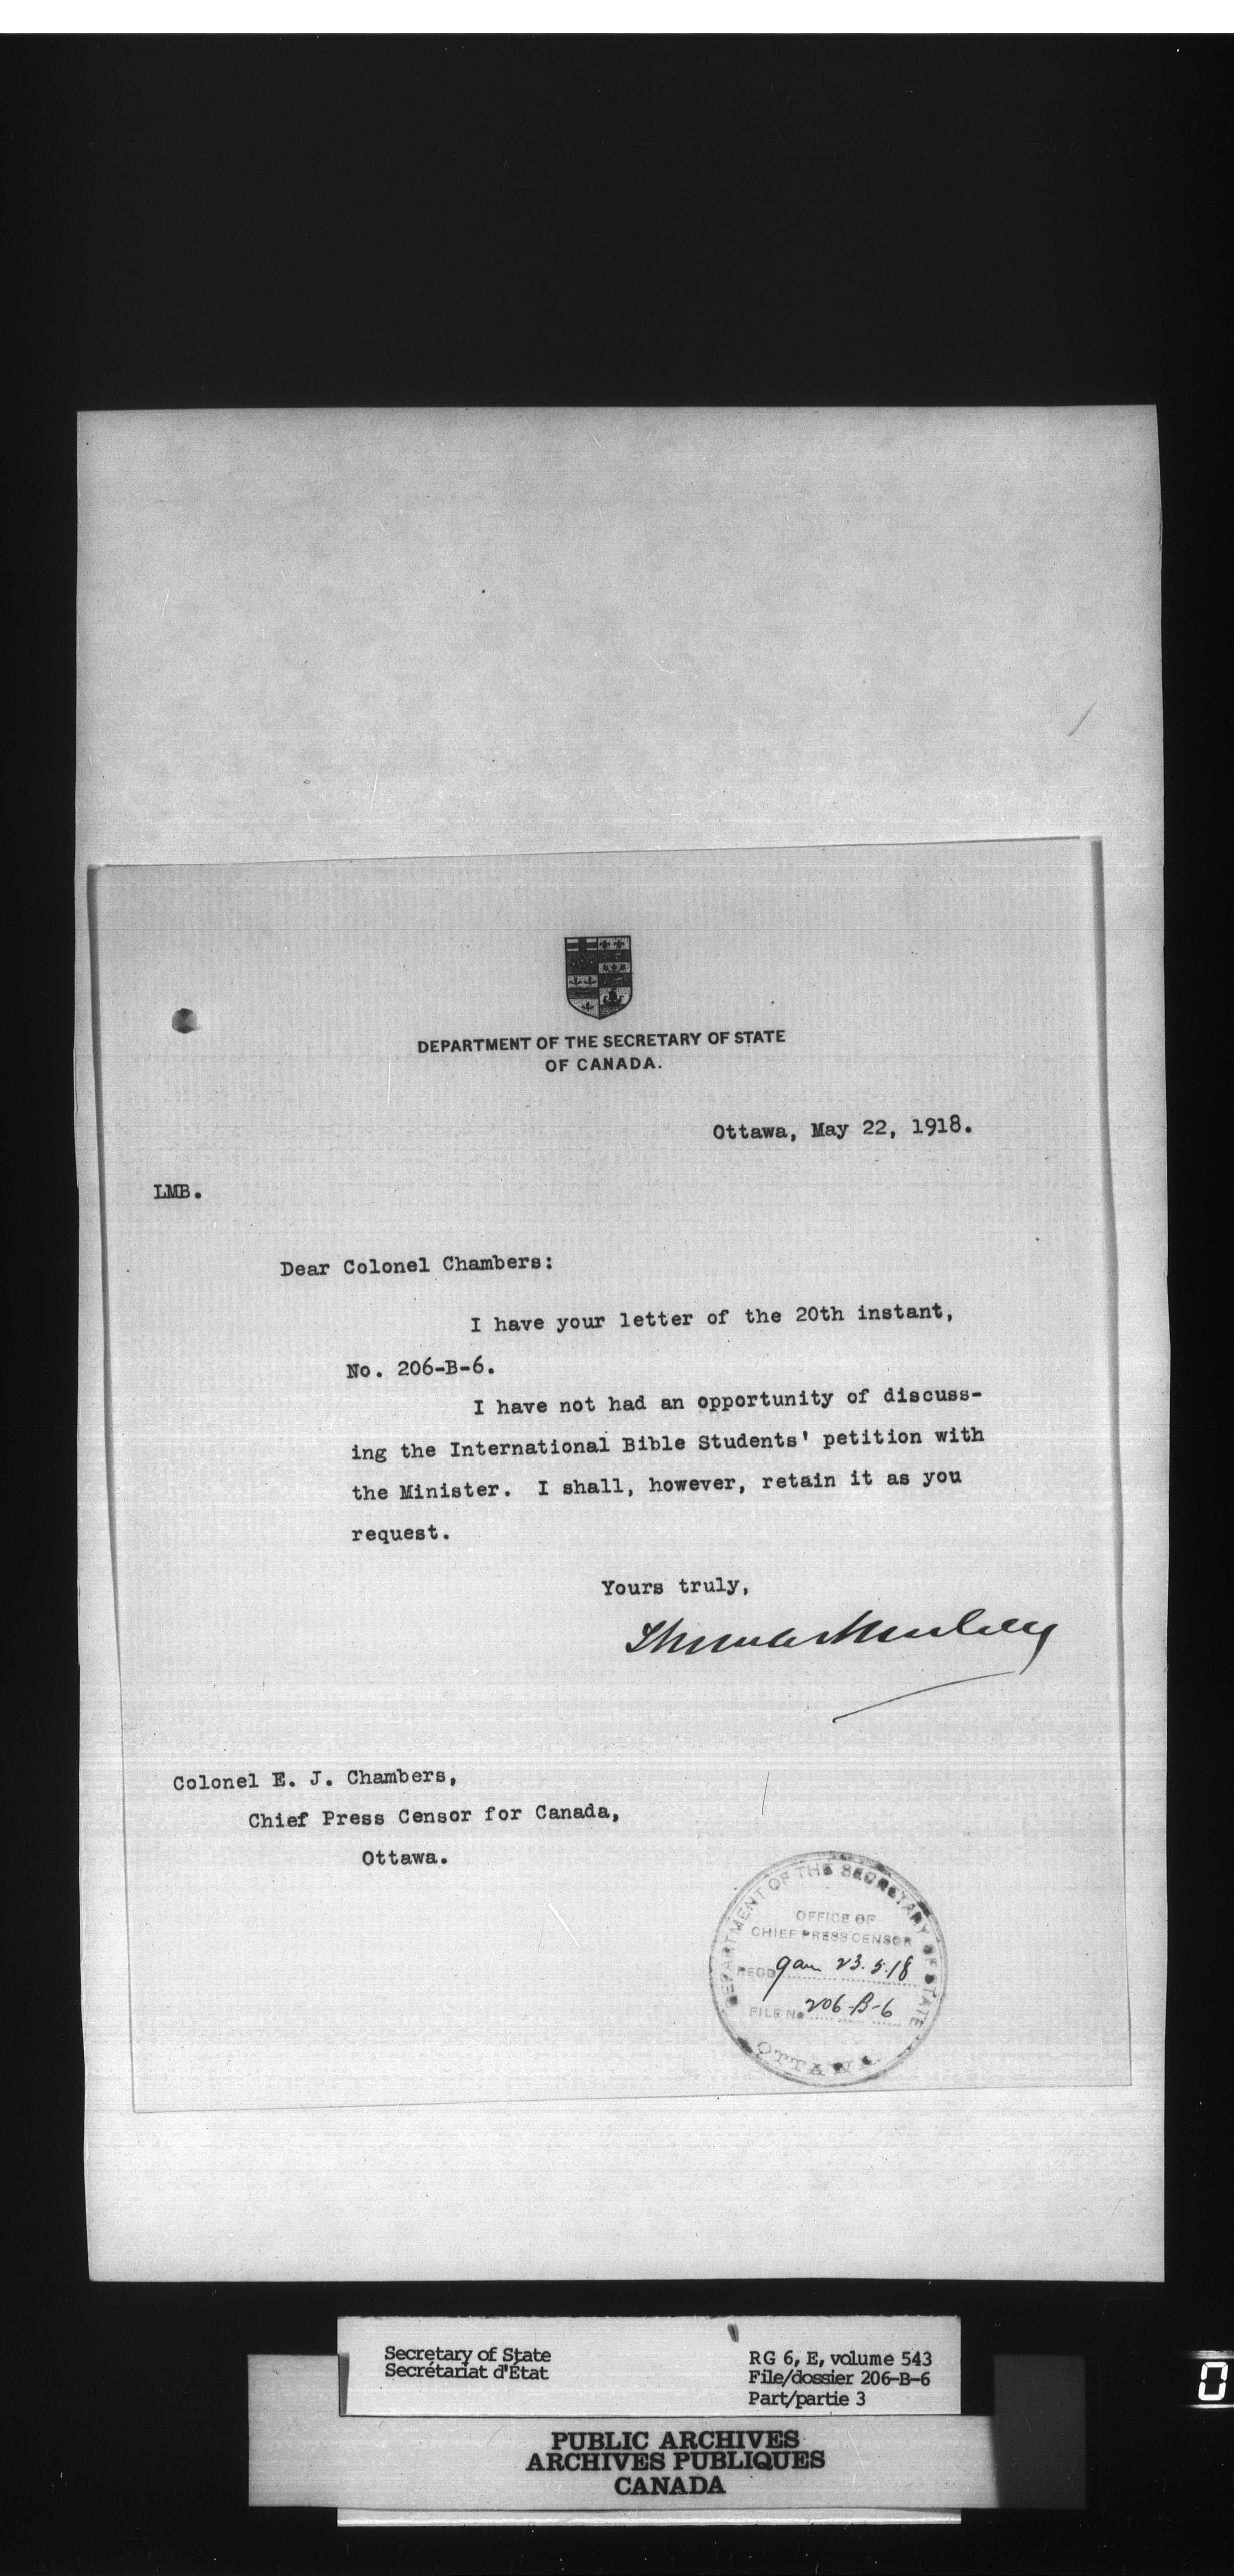 DEPARTMENT OF THE SECRETARY OF STATE
OF CANADA.
Ottawa, May 22, 1918.
LMB.
Dear Colonel Chambers:
I have your letter of the 20th instant,
No. 206-B-6.
I have not had an opportunity of discuss-
ing the International Bible Students' petition with
the Minister. I shall, however, retain it as you
request.
Yours truly,
Colonel E. J. Chambers,
Chief Press Censor for Canada,
Ottawa.
DEPARTMENT OF THE SECRETARY OF STATE
OFFICE OF
CHIEF PRESS CENSOR
RECD 9am 23.5.18
FILE No 206-B-6
OTTAWA.
Secretary of State
Secrétariat d'État
RG 6, E, volume 543
File/dossier 206-B-6
Part/partie 3
PUBLIC ARCHIVES
ARCHIVES PUBLIQUES
CANADA
0